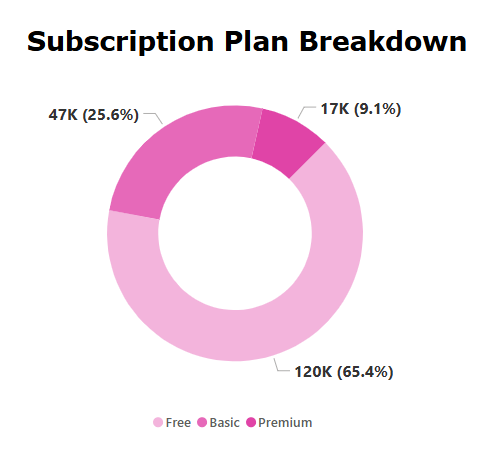 Subscription Plan Breakdown
47K (25.6%)
17K (9.1%)
120K (65.4%)
Free Basic Premium